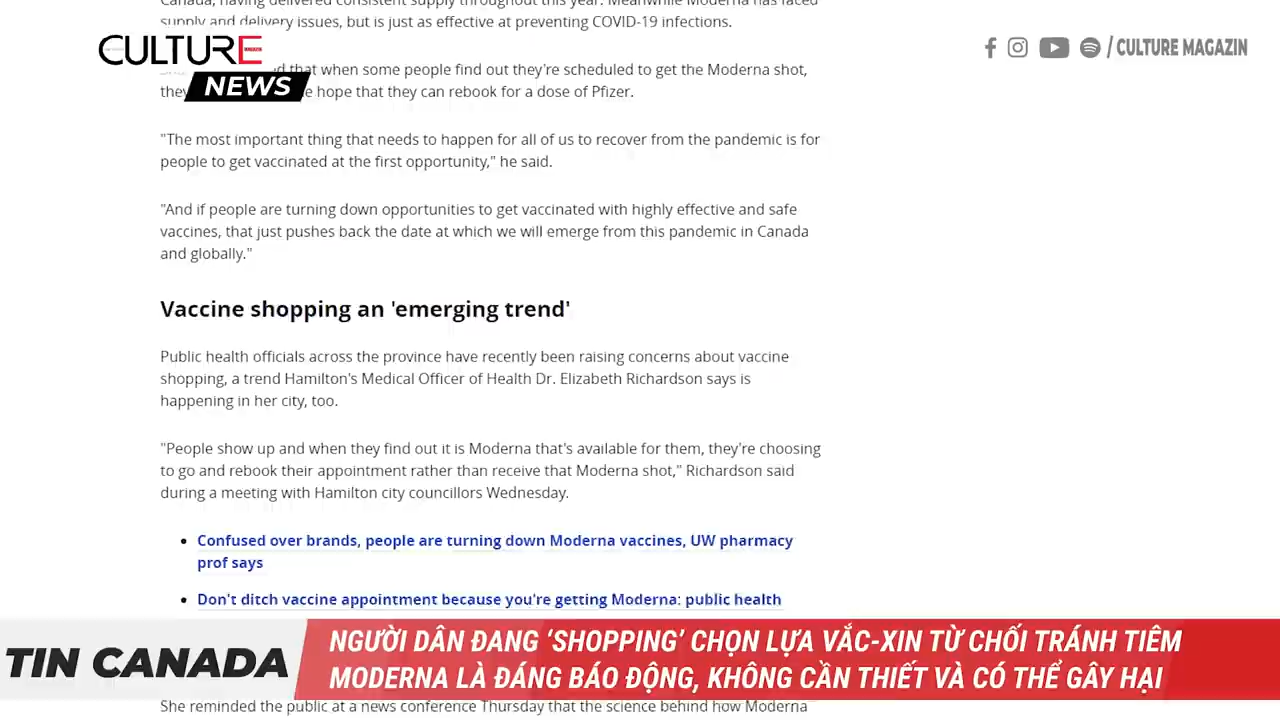 Canada, having delivered consistent supply throughout this year. Meanwhile Moderna has faced
supply and delivery issues, but is just as effective at preventing COVID-19 infections.
CULTURE
NEWS
/ CULTURE MAGAZIN
that when some people find out they're scheduled to get the Moderna shot,
hope that they can rebook for a dose of Pfizer.
"The most important thing that needs to happen for all of us to recover from the pandemic is for
people to get vaccinated at the first opportunity," he said.
"And if people are turning down opportunities to get vaccinated with highly effective and safe
vaccines, that just pushes back the date at which we will emerge from this pandemic in Canada
and globally."
Vaccine shopping an 'emerging trend'
Public health officials across the province have recently been raising concerns about vaccine
shopping, a trend Hamilton's Medical Officer of Health Dr. Elizabeth Richardson says is
happening in her city, too.
"People show up and when they find out it is Moderna that's available for them, they're choosing
to go and rebook their appointment rather than receive that Moderna shot," Richardson said
during a meeting with Hamilton city councillors Wednesday.
• Confused over brands, people are turning down Moderna vaccines, UW pharmacy
prof says
• Don't ditch vaccine appointment because you're getting Moderna: public health
TIN CANADA
NGƯỜI DÂN ĐANG ‘SHOPPING’ CHỌN LỰA VẮC-XIN TỪ CHỐI TRÁNH TIÊM
MODERNA LÀ ĐÁNG BÁO ĐỘNG, KHÔNG CẦN THIẾT VÀ CÓ THỂ GÂY HẠI
She reminded the public at a news conference Thursday that the science behind how Moderna